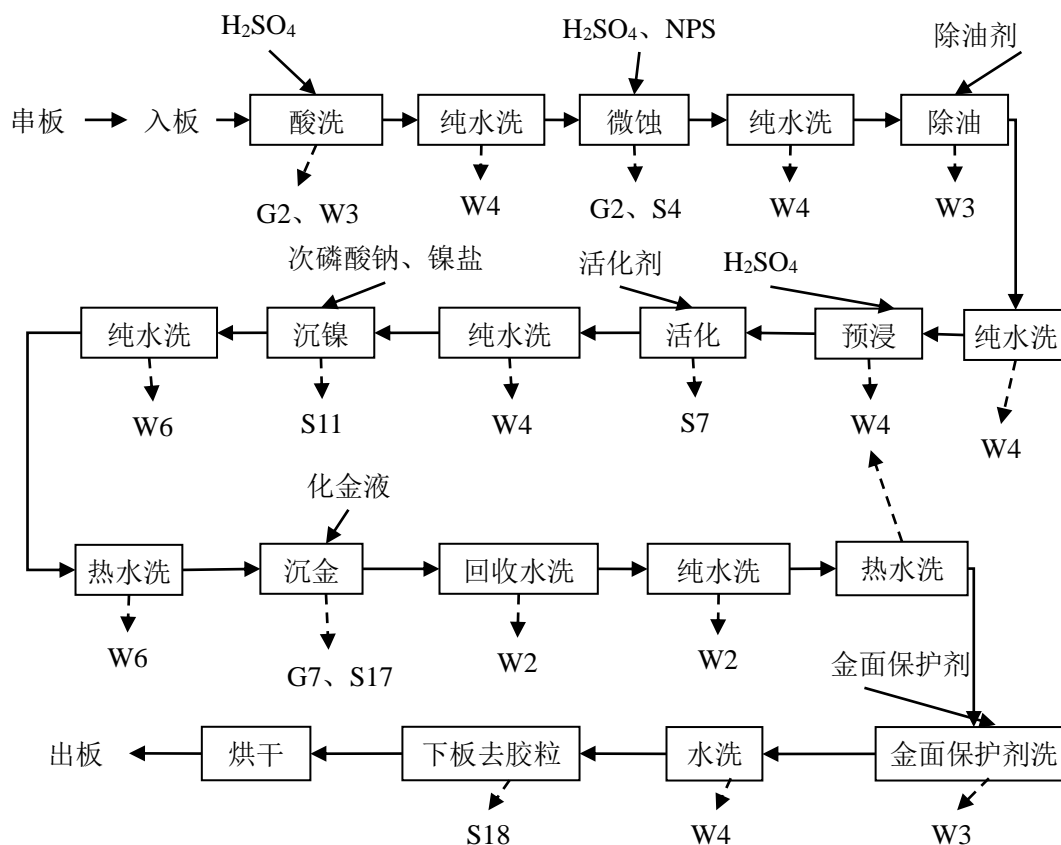 H₂SO₄ H₂SO₄、NPS 除油剂
串板 入板 酸洗 纯水洗 微蚀 纯水洗 除油
G2、W3 W4 G2、S4 W4 W3
次磷酸钠、镍盐 活化剂 H₂SO₄
纯水洗 沉镍 纯水洗 活化 预浸 纯水洗
W6 S11 W4 S7 W4 W4
化金液
热水洗 沉金 回收水洗 纯水洗 热水洗
W6 G7、S17 W2 W2
金面保护剂
出板 烘干 下板去胶粒 水洗 金面保护剂洗
S18 W4 W3